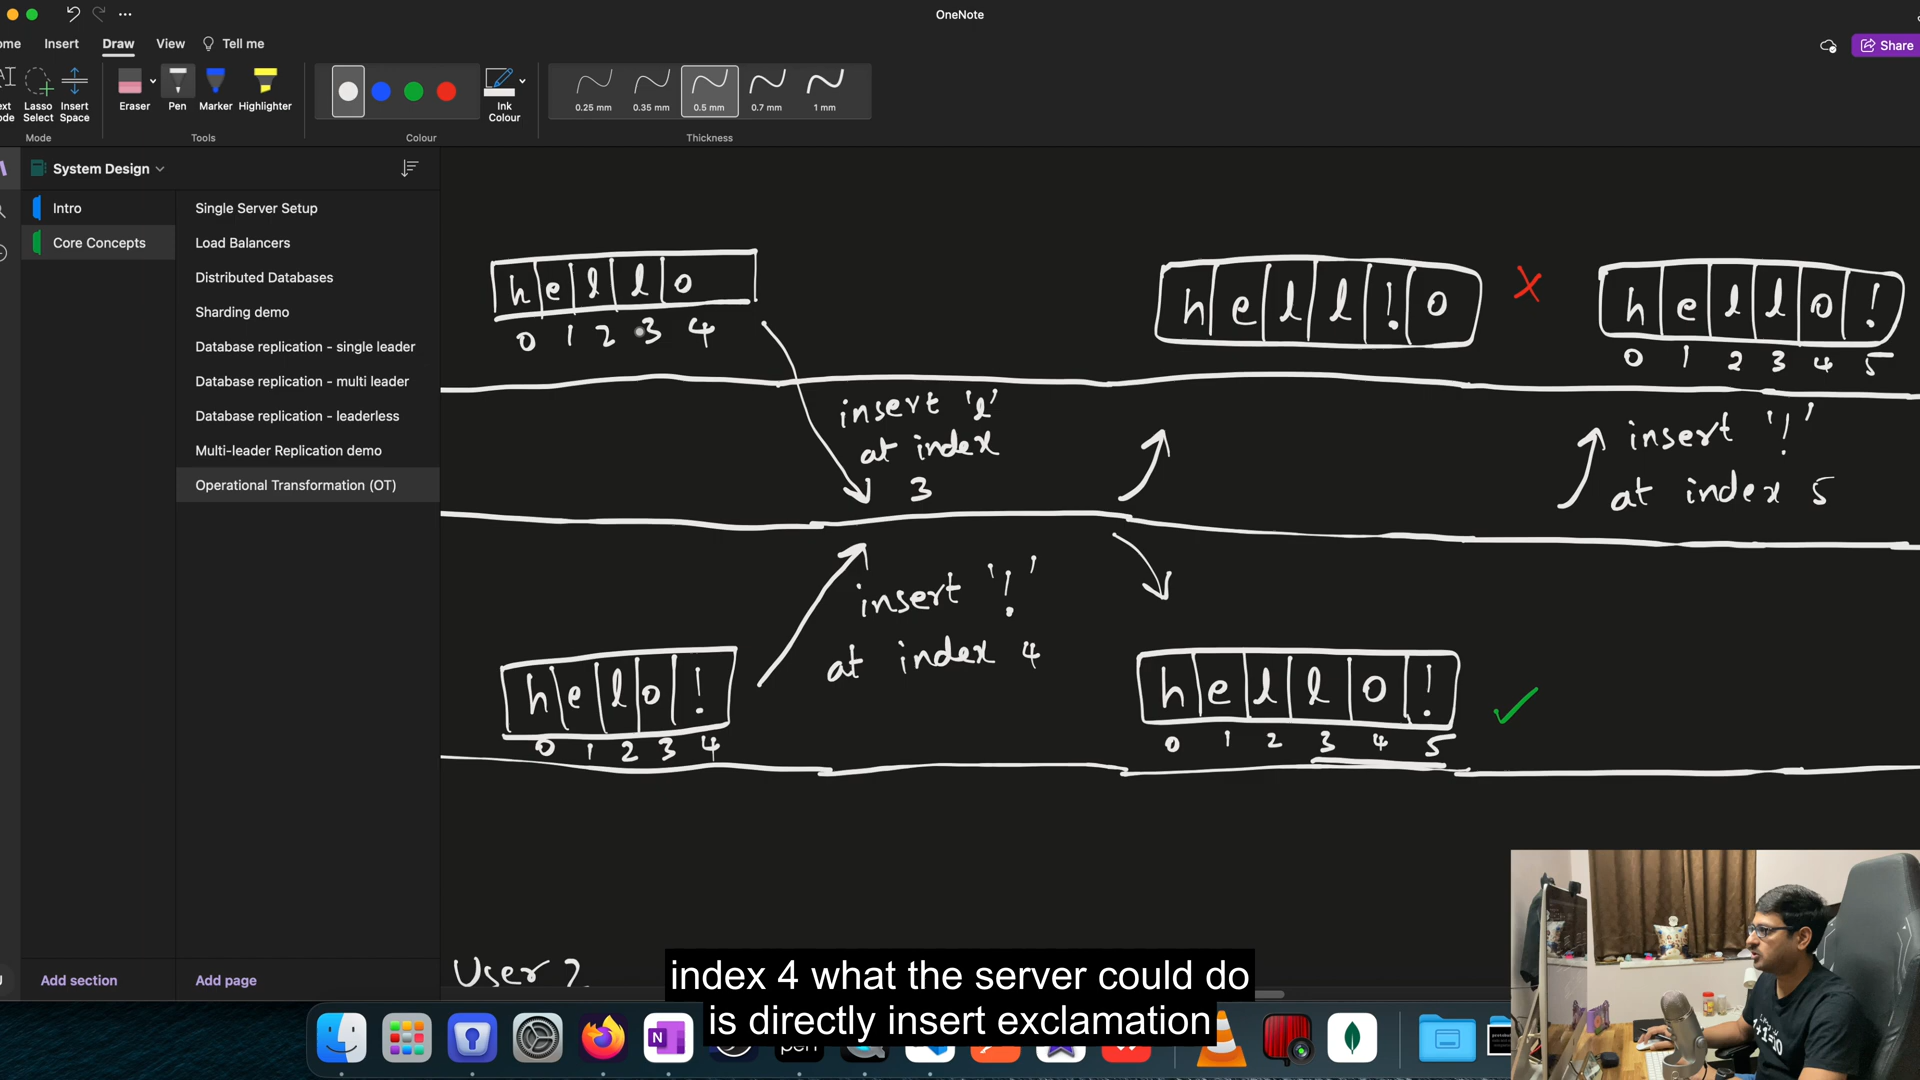 OneNote
ome Insert Draw View Tell me
Share
Eraser Pen Marker Highlighter
ext Lasso Insert
ode Select Space
Ink
Colour
0.25 mm 0.35 mm 0.5 mm 0.7 mm 1 mm
Mode Tools Colour Thickness
System Design
Intro
Core Concepts
Single Server Setup
Load Balancers
Distributed Databases
Sharding demo
Database replication - single leader
Database replication - multi leader
Database replication - leaderless
Multi-leader Replication demo
Operational Transformation (OT)
Add section Add page
h e l l o
0 1 2 3 4
h e l l ! o
X
h e l l o !
0 1 2 3 4 5
insert 'l'
at index
3
insert '!'
at index 5
insert '!'
at index 4
h e l o !
0 1 2 3 4
h e l l o !
0 1 2 3 4 5
User 2
index 4 what the server could do
is directly insert exclamation